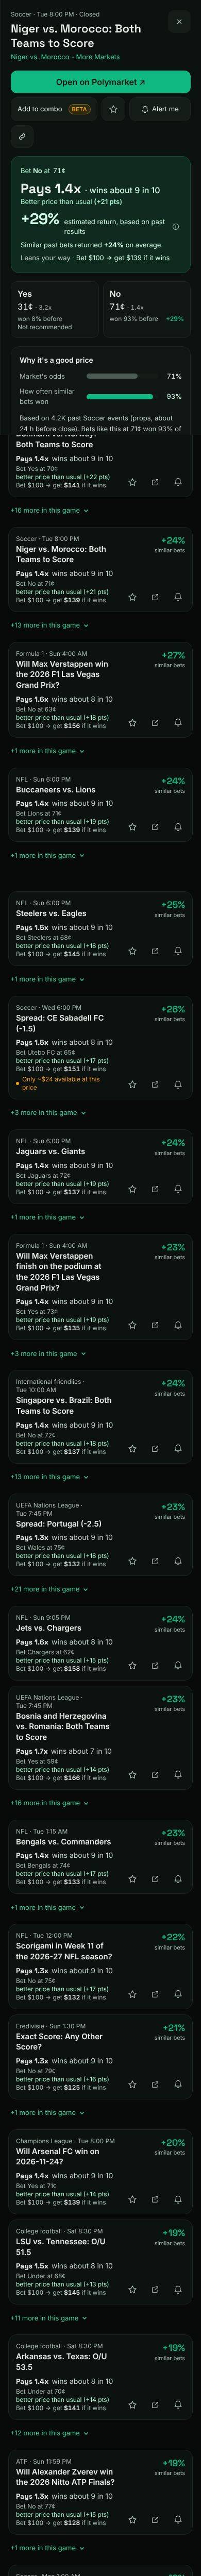 Soccer · Tue 8:00 PM · Closed
Niger vs. Morocco: Both
Teams to Score
Niger vs. Morocco - More Markets
Open on Polymarket ↗
Add to combo BETA
Alert me
Bet No at 71¢
Pays 1.4x · wins about 9 in 10
Better price than usual (+21 pts)
+29% estimated return, based on past
results
Similar past bets returned +24% on average.
Leans your way · Bet $100 → get $139 if it wins
Yes
31¢ · 3.2x
won 8% before
Not recommended
No
71¢ · 1.4x
won 93% before +29%
Why it's a good price
Market's odds 71%
How often similar
bets won 93%
Based on 4.2K past Soccer events (props, about
24 h before close). Bets like this at 71¢ won 93% of
Both Teams to Score
Pays 1.4x wins about 9 in 10
Bet Yes at 70¢
better price than usual (+22 pts)
Bet $100 → get $141 if it wins
+16 more in this game
Soccer · Tue 8:00 PM
+24%
similar bets
Niger vs. Morocco: Both
Teams to Score
Pays 1.4x wins about 9 in 10
Bet No at 71¢
better price than usual (+21 pts)
Bet $100 → get $139 if it wins
+13 more in this game
Formula 1 · Sun 4:00 AM
+27%
similar bets
Will Max Verstappen win
the 2026 F1 Las Vegas
Grand Prix?
Pays 1.6x wins about 8 in 10
Bet No at 63¢
better price than usual (+18 pts)
Bet $100 → get $156 if it wins
+1 more in this game
NFL · Sun 6:00 PM
+24%
similar bets
Buccaneers vs. Lions
Pays 1.4x wins about 9 in 10
Bet Lions at 71¢
better price than usual (+19 pts)
Bet $100 → get $139 if it wins
+1 more in this game
NFL · Sun 6:00 PM
+25%
similar bets
Steelers vs. Eagles
Pays 1.5x wins about 9 in 10
Bet Steelers at 68¢
better price than usual (+18 pts)
Bet $100 → get $145 if it wins
+1 more in this game
Soccer · Wed 6:00 PM
+26%
similar bets
Spread: CE Sabadell FC
(-1.5)
Pays 1.5x wins about 8 in 10
Bet Utebo FC at 65¢
better price than usual (+17 pts)
Bet $100 → get $151 if it wins
Only ~$24 available at this
price
+3 more in this game
NFL · Sun 6:00 PM
+24%
similar bets
Jaguars vs. Giants
Pays 1.4x wins about 9 in 10
Bet Jaguars at 72¢
better price than usual (+19 pts)
Bet $100 → get $137 if it wins
+1 more in this game
Formula 1 · Sun 4:00 AM
+23%
similar bets
Will Max Verstappen
finish on the podium at
the 2026 F1 Las Vegas
Grand Prix?
Pays 1.4x wins about 9 in 10
Bet Yes at 73¢
better price than usual (+19 pts)
Bet $100 → get $135 if it wins
+3 more in this game
International friendlies ·
Tue 10:00 AM
+24%
similar bets
Singapore vs. Brazil: Both
Teams to Score
Pays 1.4x wins about 9 in 10
Bet No at 72¢
better price than usual (+18 pts)
Bet $100 → get $137 if it wins
+13 more in this game
UEFA Nations League ·
Tue 7:45 PM
+23%
similar bets
Spread: Portugal (-2.5)
Pays 1.3x wins about 9 in 10
Bet Wales at 75¢
better price than usual (+18 pts)
Bet $100 → get $132 if it wins
+21 more in this game
NFL · Sun 9:05 PM
+24%
similar bets
Jets vs. Chargers
Pays 1.6x wins about 8 in 10
Bet Chargers at 62¢
better price than usual (+15 pts)
Bet $100 → get $158 if it wins
UEFA Nations League ·
Tue 7:45 PM
+23%
similar bets
Bosnia and Herzegovina
vs. Romania: Both Teams
to Score
Pays 1.7x wins about 7 in 10
Bet Yes at 59¢
better price than usual (+14 pts)
Bet $100 → get $166 if it wins
+16 more in this game
NFL · Tue 1:15 AM
+23%
similar bets
Bengals vs. Commanders
Pays 1.4x wins about 9 in 10
Bet Bengals at 74¢
better price than usual (+17 pts)
Bet $100 → get $133 if it wins
+1 more in this game
NFL · Tue 12:00 PM
+22%
similar bets
Scorigami in Week 11 of
the 2026-27 NFL season?
Pays 1.3x wins about 9 in 10
Bet No at 75¢
better price than usual (+17 pts)
Bet $100 → get $132 if it wins
Eredivisie · Sun 1:30 PM
+21%
similar bets
Exact Score: Any Other
Score?
Pays 1.3x wins about 9 in 10
Bet No at 79¢
better price than usual (+16 pts)
Bet $100 → get $125 if it wins
+1 more in this game
Champions League · Tue 8:00 PM
+20%
similar bets
Will Arsenal FC win on
2026-11-24?
Pays 1.4x wins about 9 in 10
Bet Yes at 71¢
better price than usual (+14 pts)
Bet $100 → get $139 if it wins
College football · Sat 8:30 PM
+19%
similar bets
LSU vs. Tennessee: O/U
51.5
Pays 1.5x wins about 8 in 10
Bet Under at 68¢
better price than usual (+13 pts)
Bet $100 → get $145 if it wins
+11 more in this game
College football · Sat 8:30 PM
+19%
similar bets
Arkansas vs. Texas: O/U
53.5
Pays 1.4x wins about 8 in 10
Bet Under at 70¢
better price than usual (+14 pts)
Bet $100 → get $141 if it wins
+12 more in this game
ATP · Sun 11:59 PM
+19%
similar bets
Will Alexander Zverev win
the 2026 Nitto ATP Finals?
Pays 1.3x wins about 9 in 10
Bet No at 77¢
better price than usual (+15 pts)
Bet $100 → get $128 if it wins
+1 more in this game